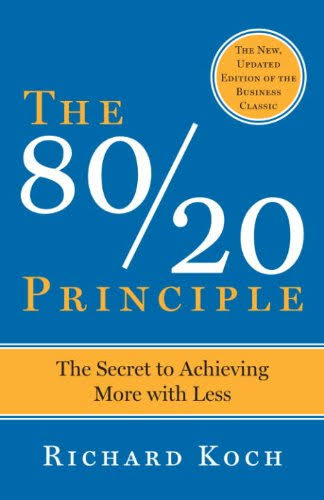 THE NEW,
UPDATED
EDITION OF THE
BUSINESS
CLASSIC
THE
80/20
PRINCIPLE
The Secret to Achieving
More with Less
RICHARD KOCH